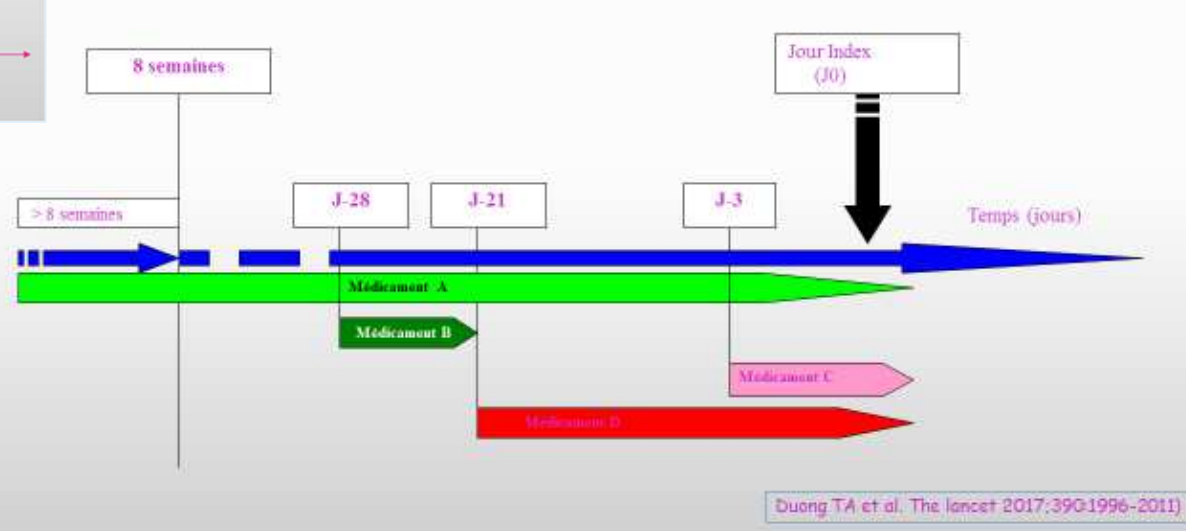 8 semaines
Jour Index
(J0)
J-28
J-21
J-3
> 8 semaines
Temps (jours)
Médicament A
Médicament B
Médicament C
Médicament D
Duong TA et al. The lancet 2017;390:1996-2011)